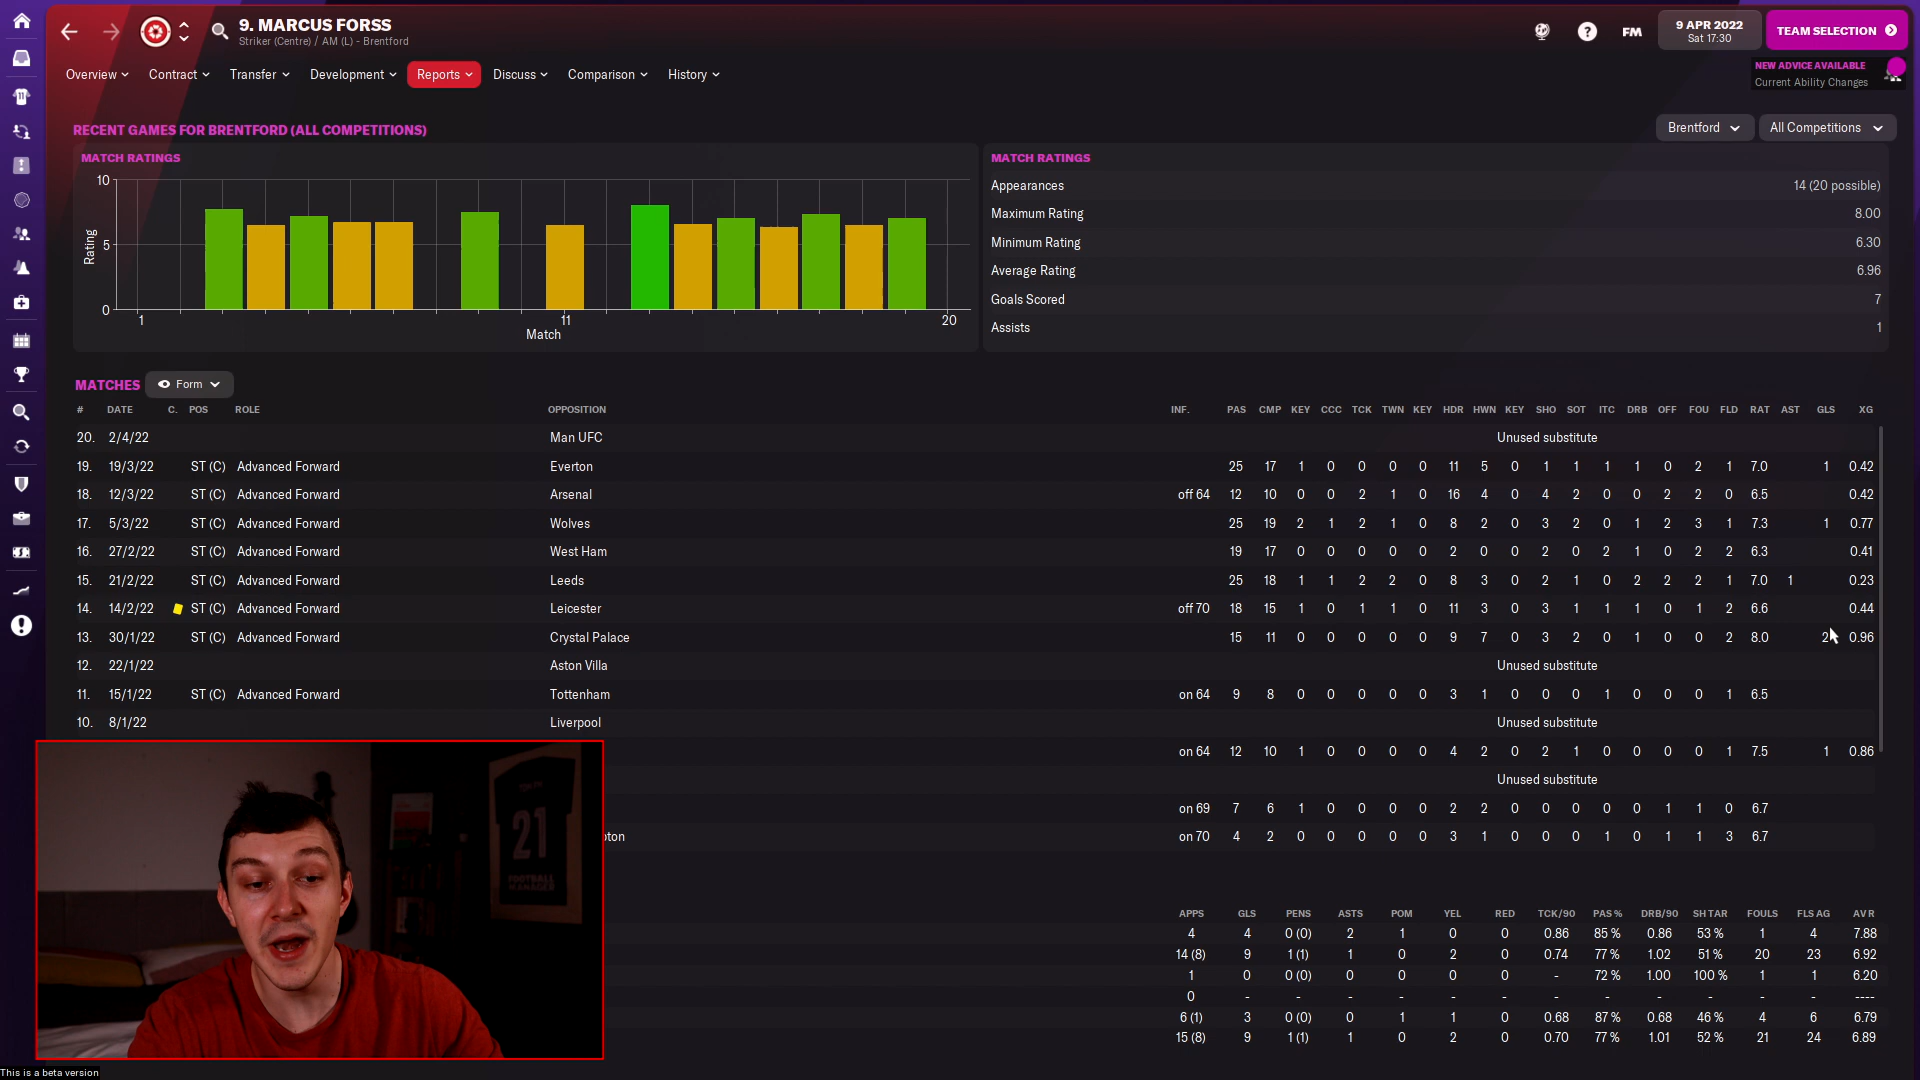 9. MARCUS FORSS
Striker (Centre) / AM (L) - Brentford
FM
9 APR 2022
Sat 17:30
TEAM SELECTION
Overview Contract Transfer Development Reports Discuss Comparison History
NEW ADVICE AVAILABLE
Current Ability Changes
RECENT GAMES FOR BRENTFORD (ALL COMPETITIONS)
Brentford All Competitions
MATCH RATINGS
10
5
0
Rating
1 11 20
Match
MATCH RATINGS
Appearances 14 (20 possible)
Maximum Rating 8.00
Minimum Rating 6.30
Average Rating 6.96
Goals Scored 7
Assists 1
MATCHES Form
# DATE C. POS ROLE OPPOSITION INF. PAS CMP KEY CCC TCK TWN KEY HDR HWN KEY SHO SOT ITC DRB OFF FOU FLD RAT AST GLS XG
20. 2/4/22 Man UFC Unused substitute
19. 19/3/22 ST (C) Advanced Forward Everton 25 17 1 0 0 0 0 11 5 0 1 1 1 1 0 2 1 7.0 1 0.42
18. 12/3/22 ST (C) Advanced Forward Arsenal off 64 12 10 0 0 2 1 0 16 4 0 4 2 0 0 2 2 0 6.5 0.42
17. 5/3/22 ST (C) Advanced Forward Wolves 25 19 2 1 2 1 0 8 2 0 3 2 0 1 2 3 1 7.3 1 0.77
16. 27/2/22 ST (C) Advanced Forward West Ham 19 17 0 0 0 0 0 2 0 0 2 0 2 1 0 2 2 6.3 0.41
15. 21/2/22 ST (C) Advanced Forward Leeds 25 18 1 1 2 2 0 8 3 0 2 1 0 2 2 2 1 7.0 1 0.23
14. 14/2/22 ST (C) Advanced Forward Leicester off 70 18 15 1 0 1 1 0 11 3 0 3 1 1 1 0 1 2 6.6 0.44
13. 30/1/22 ST (C) Advanced Forward Crystal Palace 15 11 0 0 0 0 0 9 7 0 3 2 0 1 0 0 2 8.0 2 0.96
12. 22/1/22 Aston Villa Unused substitute
11. 15/1/22 ST (C) Advanced Forward Tottenham on 64 9 8 0 0 0 0 0 3 1 0 0 0 1 0 0 0 1 6.5
10. 8/1/22 Liverpool Unused substitute
on 64 12 10 1 0 0 0 0 4 2 0 2 1 0 0 0 0 1 7.5 1 0.86
Unused substitute
on 69 7 6 1 0 0 0 0 2 2 0 0 0 0 0 1 1 0 6.7
pton on 70 4 2 0 0 0 0 0 3 1 0 0 0 1 0 1 1 3 6.7
APPS GLS PENS ASTS POM YEL RED TCK/90 PAS % DRB/90 SH TAR FOULS FLS AG AV R
4 4 0 (0) 2 1 0 0 0.86 85 % 0.86 53 % 1 4 7.88
14 (8) 9 1 (1) 1 0 2 0 0.74 77 % 1.02 51 % 20 23 6.92
1 0 0 (0) 0 0 0 0 - 72 % 1.00 100 % 1 1 6.20
0 - - - - - - - - - - - - ----
6 (1) 3 0 (0) 0 1 1 0 0.68 87 % 0.68 46 % 4 6 6.79
15 (8) 9 1 (1) 1 0 2 0 0.70 77 % 1.01 52 % 21 24 6.89
21
FOOTBALL
MANAGER
This is a beta version